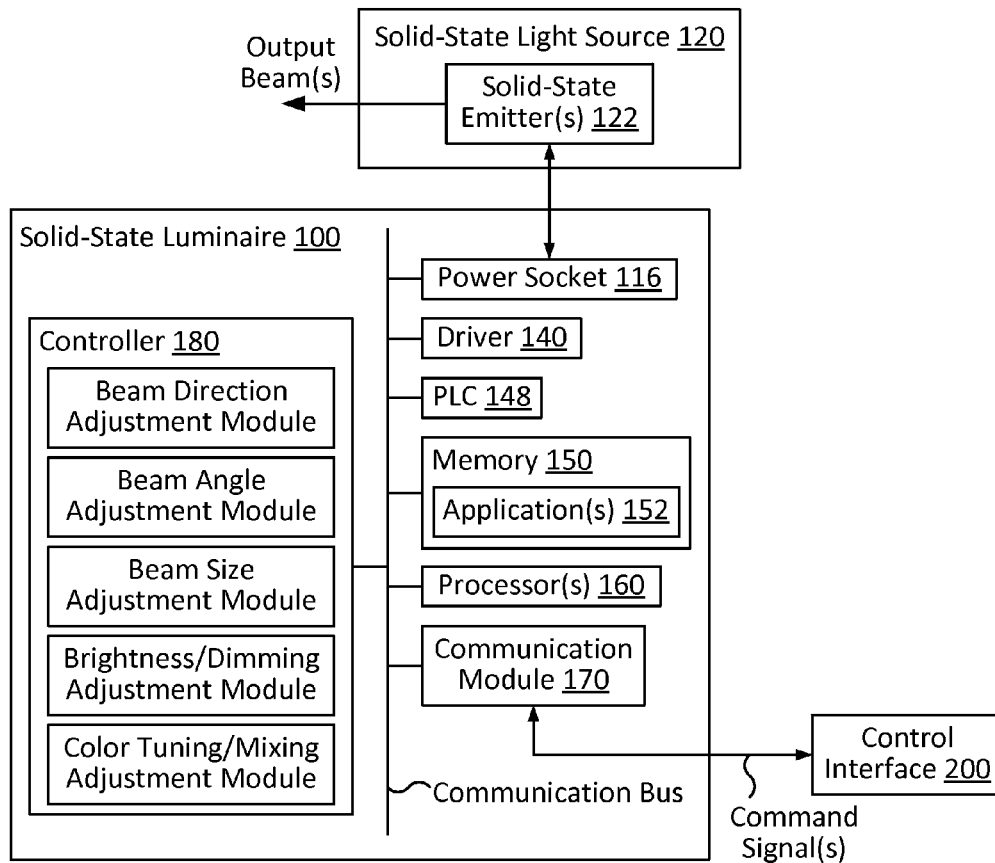 Output
Beam(s)
Solid-State Light Source 120
Solid-State
Emitter(s) 122
Solid-State Luminaire 100
Power Socket 116
Controller 180
Beam Direction
Adjustment Module
Beam Angle
Adjustment Module
Beam Size
Adjustment Module
Brightness/Dimming
Adjustment Module
Color Tuning/Mixing
Adjustment Module
Driver 140
PLC 148
Memory 150
Application(s) 152
Processor(s) 160
Communication
Module 170
Communication Bus
Control
Interface 200
Command
Signal(s)